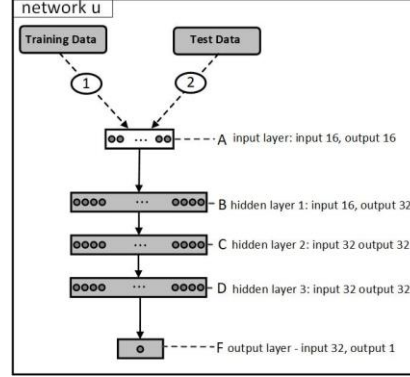 network u
Training Data
Test Data
1
2
...
A input layer: input 16, output 16
...
B hidden layer 1: input 16, output 32
...
C hidden layer 2: input 32 output 32
...
D hidden layer 3: input 32 output 32
F output layer - input 32, output 1